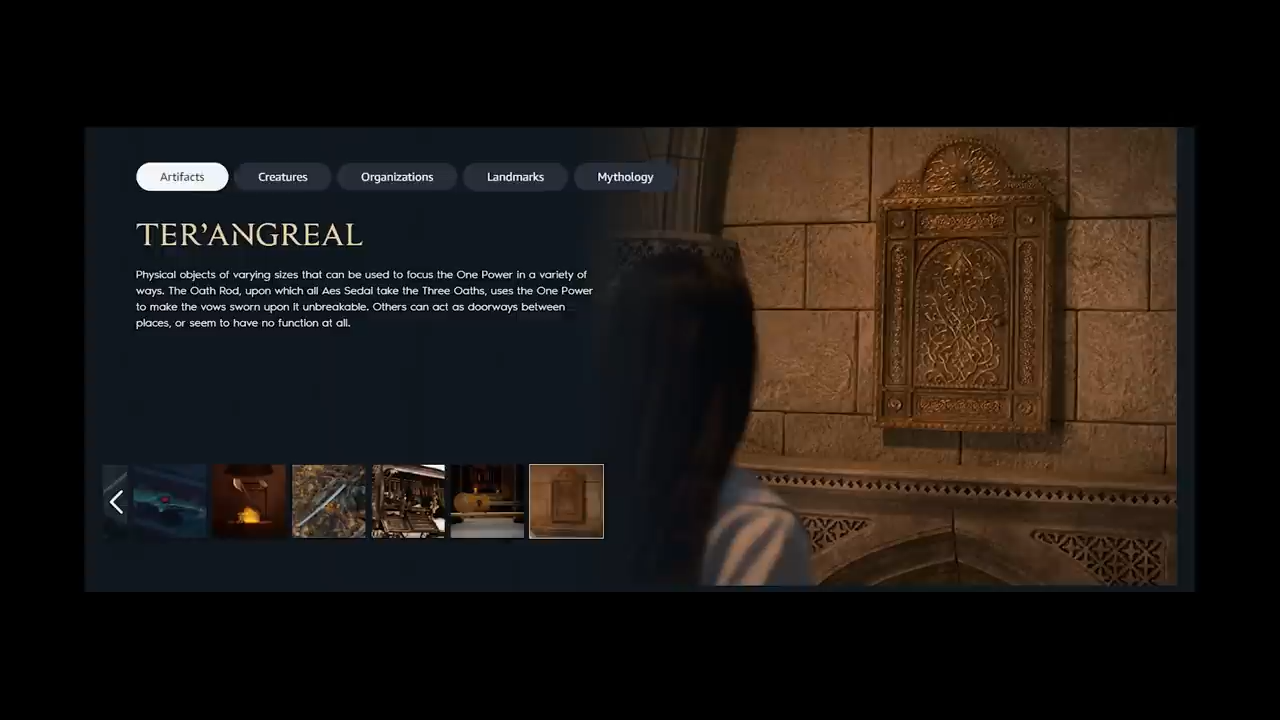 Artifacts
Creatures
Organizations
Landmarks
Mythology
TER'ANGREAL
Physical objects of varying sizes that can be used to focus the One Power in a variety of
ways. The Oath Rod, upon which all Aes Sedai take the Three Oaths, uses the One Power
to make the vows sworn upon it unbreakable. Others can act as doorways between
places, or seem to have no function at all.